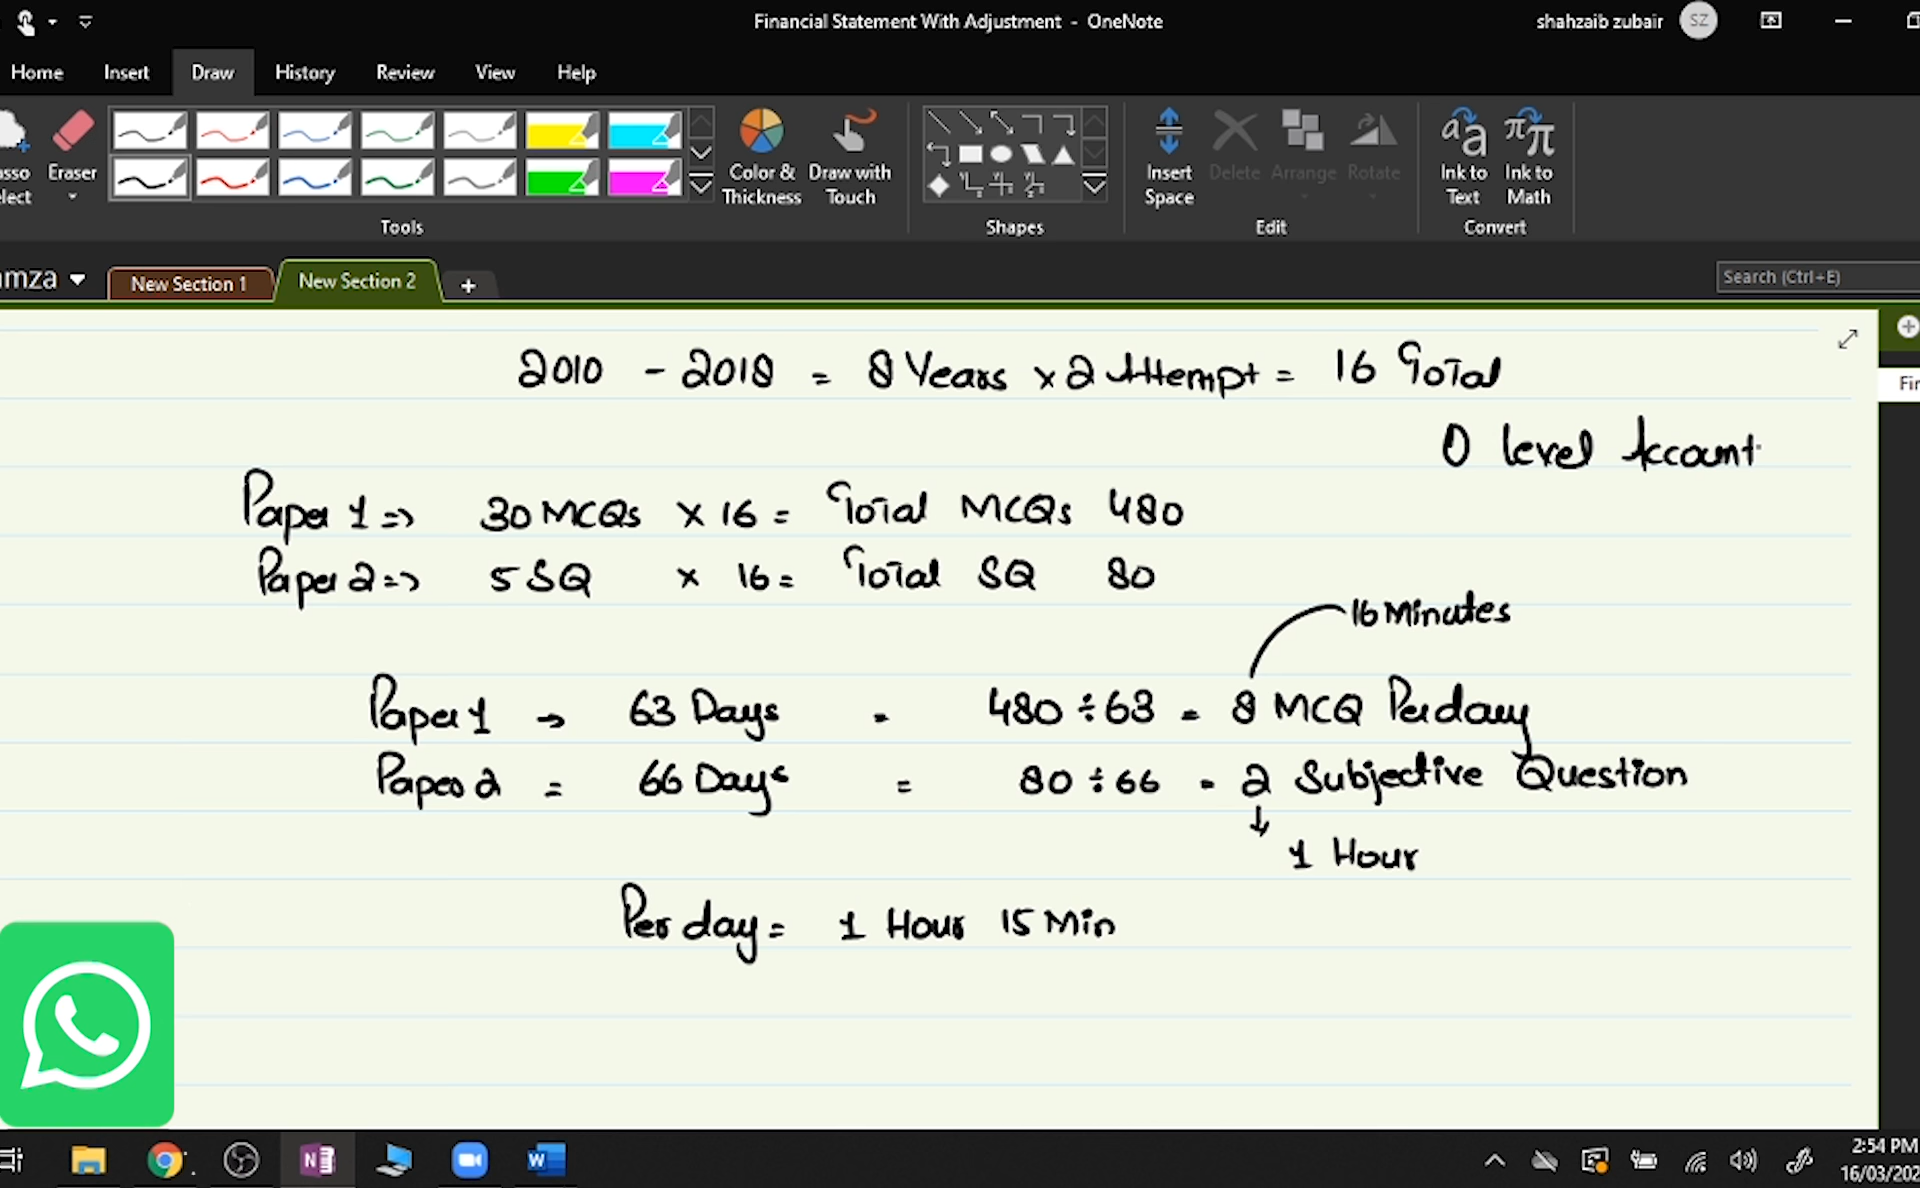 Financial Statement With Adjustment - OneNote
shahzaib zubair SZ
Home Insert Draw History Review View Help
Eraser
Color & Thickness
Draw with Touch
Insert Space
Delete Arrange Rotate
Ink to Text
Ink to Math
Tools Shapes Edit Convert
New Section 1 New Section 2 +
Search (Ctrl+E)
2010 - 2018 = 8 Years × 2 Attempt = 16 Total
O level Account
Paper 1 => 30 MCQs × 16 = Total MCQs 480
Paper 2 => 5 SQ × 16 = Total SQ 80
16 Minutes
Paper 1 → 63 Days = 480 ÷ 63 = 8 MCQ Per day
Paper 2 = 66 Days = 80 ÷ 66 = 2 Subjective Question
↓
1 Hour
Per day = 1 Hour 15 Min
2:54 PM